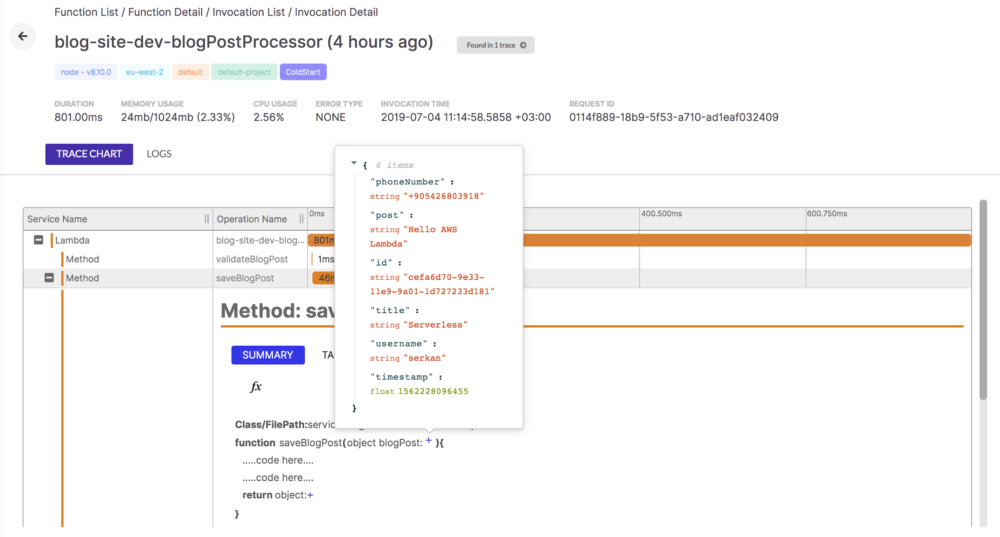 Function List / Function Detail / Invocation List / Invocation Detail
blog-site-dev-blogPostProcessor (4 hours ago)
Found in 1 trace
node - v8.10.0 eu-west-2 default default-project ColdStart
DURATION MEMORY USAGE CPU USAGE ERROR TYPE INVOCATION TIME REQUEST ID
801.00ms 24mb/1024mb (2.33%) 2.56% NONE 2019-07-04 11:14:58.5858 +03:00 0114f889-18b9-5f53-a710-ad1eaf032409
TRACE CHART LOGS
{ 6 items
"phoneNumber" :
string "+905426803918"
"post" :
string "Hello AWS
Lambda"
"id" :
string "cefa6d70-9e33-
11e9-9a01-1d727233d181"
"title" :
string "Serverless"
"username" :
string "serkan"
"timestamp" :
float 1562228096455
}
Service Name Operation Name 0ms 400.500ms 600.750ms
Lambda blog-site-dev-blog... 801m
Method validateBlogPost 1ms
Method saveBlogPost 46m
Method: sav
SUMMARY TA
fx
Class/FilePath:servic
function saveBlogPost(object blogPost: + ){
.....code here....
.....code here....
return object:+
}